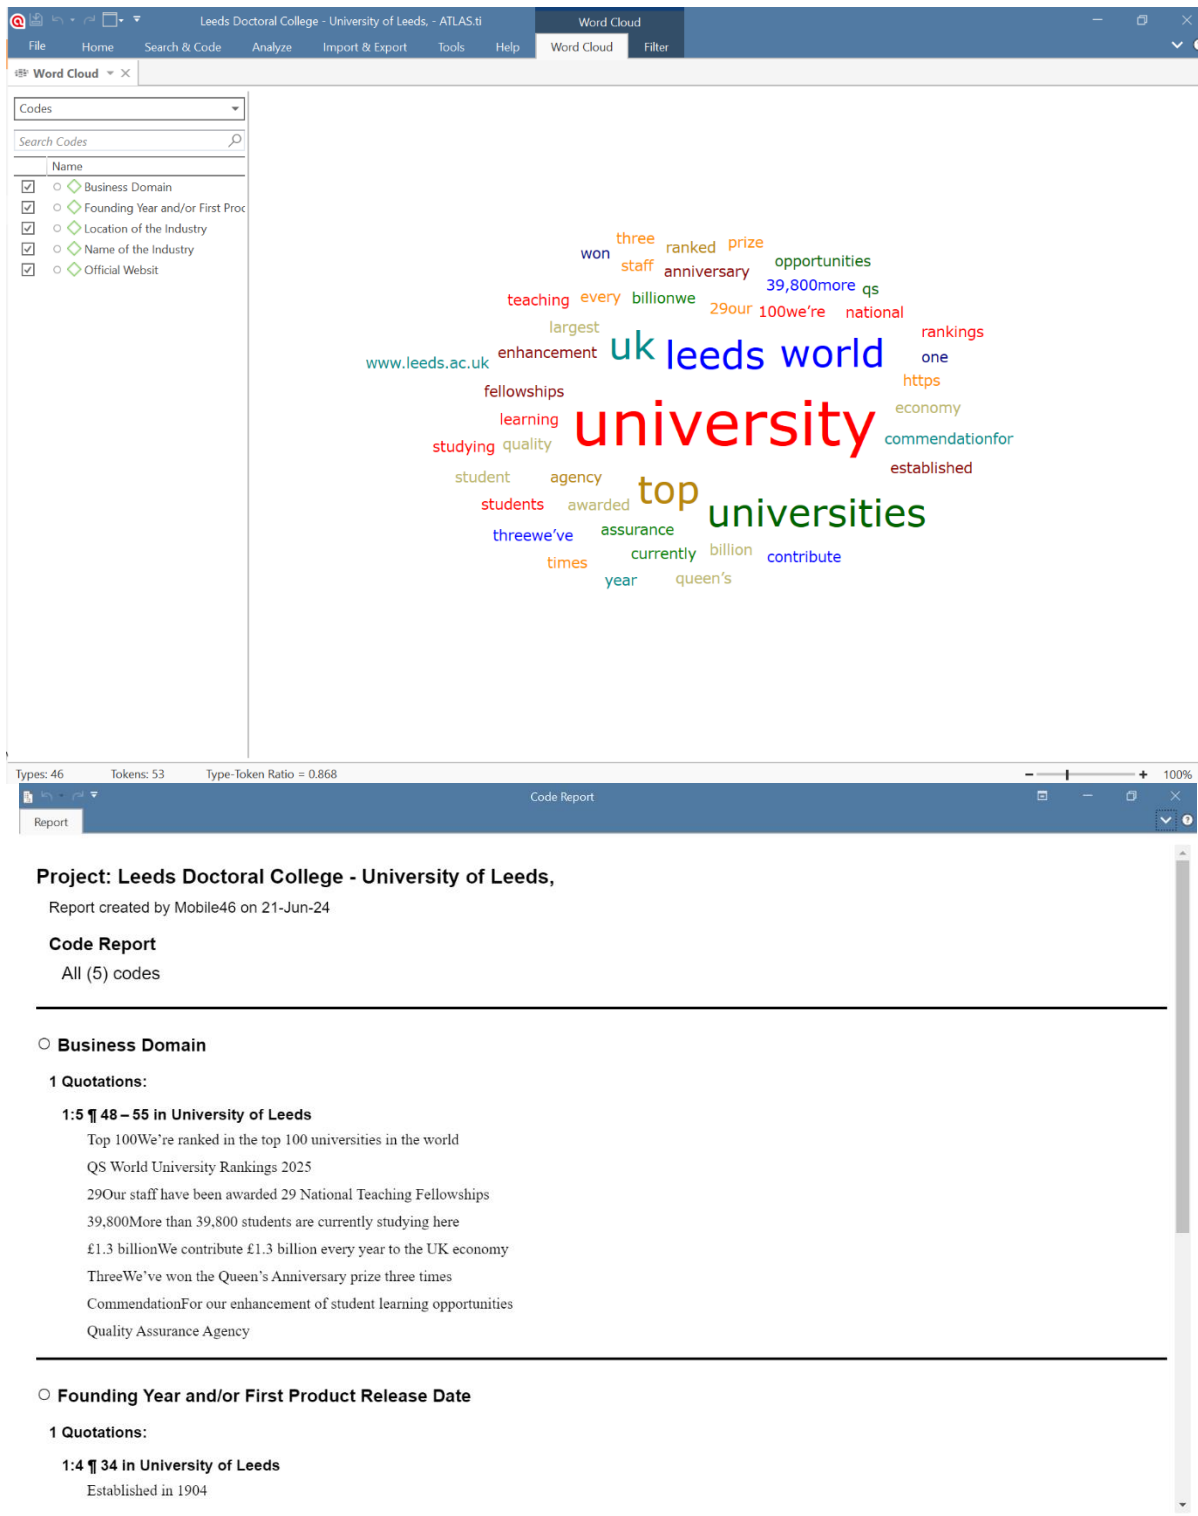 Leeds Doctoral College - University of Leeds, - ATLAS.ti
Word Cloud
File Home Search & Code Analyze Import & Export Tools Help Word Cloud Filter
Word Cloud
Codes
Search Codes
Name
Business Domain
Founding Year and/or First Proc
Location of the Industry
Name of the Industry
Official Websit
three ranked prize
won
staff anniversary opportunities
39,800more qs
teaching every billionwe
29our 100we're national
largest rankings
enhancement uk leeds world one
www.leeds.ac.uk
https
fellowships
economy
learning university
studying quality commendationfor
established
student agency
top
students awarded universities
threewe've assurance
currently billion contribute
times
year queen's
Types: 46 Tokens: 53 Type-Token Ratio = 0.868
100%
Code Report
Report
Project: Leeds Doctoral College - University of Leeds,
Report created by Mobile46 on 21-Jun-24
Code Report
All (5) codes
Business Domain
1 Quotations:
1:5 ¶ 48 – 55 in University of Leeds
Top 100We're ranked in the top 100 universities in the world
QS World University Rankings 2025
29Our staff have been awarded 29 National Teaching Fellowships
39,800More than 39,800 students are currently studying here
£1.3 billionWe contribute £1.3 billion every year to the UK economy
ThreeWe've won the Queen's Anniversary prize three times
CommendationFor our enhancement of student learning opportunities
Quality Assurance Agency
Founding Year and/or First Product Release Date
1 Quotations:
1:4 ¶ 34 in University of Leeds
Established in 1904